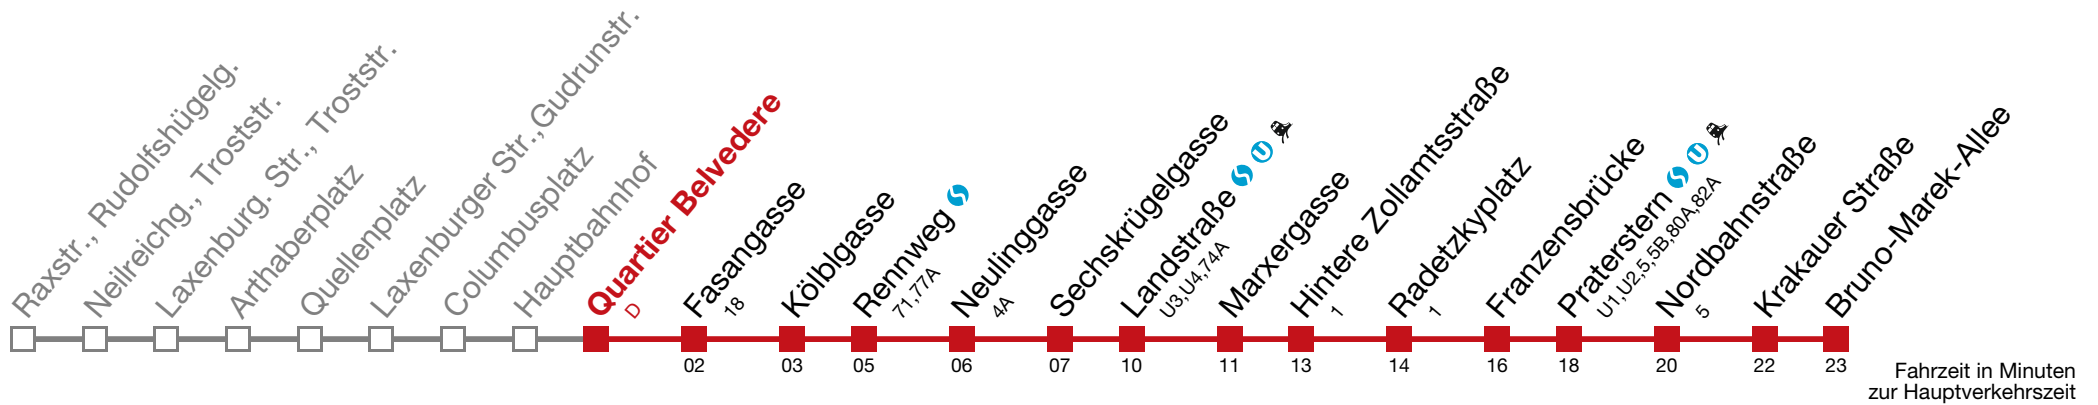 Raxstr., Rudolfshügelg.
Neilreichg., Troststr.
Laxenburg. Str., Troststr.
Arthaberplatz
Quellenplatz
Laxenburger Str.,Gudrunstr.
Columbusplatz
Hauptbahnhof
Quartier Belvedere
D
Fasangasse
18
Kölblgasse
Rennweg
71,77A
Neulinggasse
4A
Sechskrügelgasse
Landstraße
U3,U4,74A
Marxergasse
Hintere Zollamtsstraße
1
Radetzkyplatz
1
Franzensbrücke
Praterstern
U1,U2,5,5B,80A,82A
Nordbahnstraße
5
Krakauer Straße
Bruno-Marek-Allee
02 03 05 06 07 10 11 13 14 16 18 20 22 23
Fahrzeit in Minuten
zur Hauptverkehrszeit